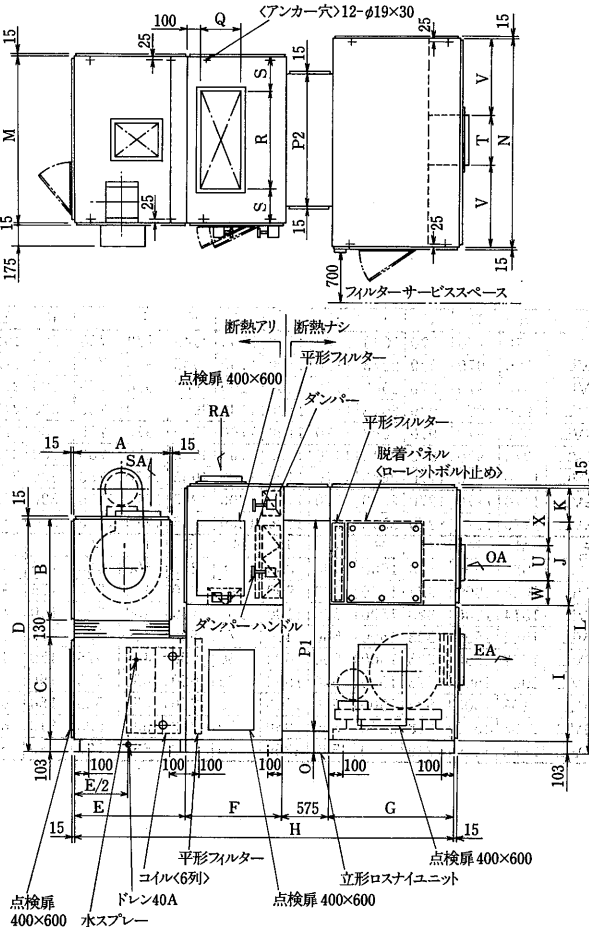 〈アンカー穴〉12-φ19×30
100
Q
15
25
S
M
R
P2
V
T
N
S
V
15
25
15
25
15
175
700
フィルターサービススペース
断熱アリ
断熱ナシ
平形フィルター
点検扉 400×600
ダンパー
RA
平形フィルター
脱着パネル
〈ローレットボルト止め〉
15
A
15
SA
15
15
K
X
B
J
U
OA
W
D
130
ダンパーハンドル
P1
L
EA
C
I
103
100
100
100
100
O
100
100
103
E/2
E
F
575
G
15
H
15
平形フィルター
コイル〈6列〉
立形ロスナイユニット
点検扉 400×600
点検扉
400×600
ドレン40A
水スプレー
点検扉 400×600